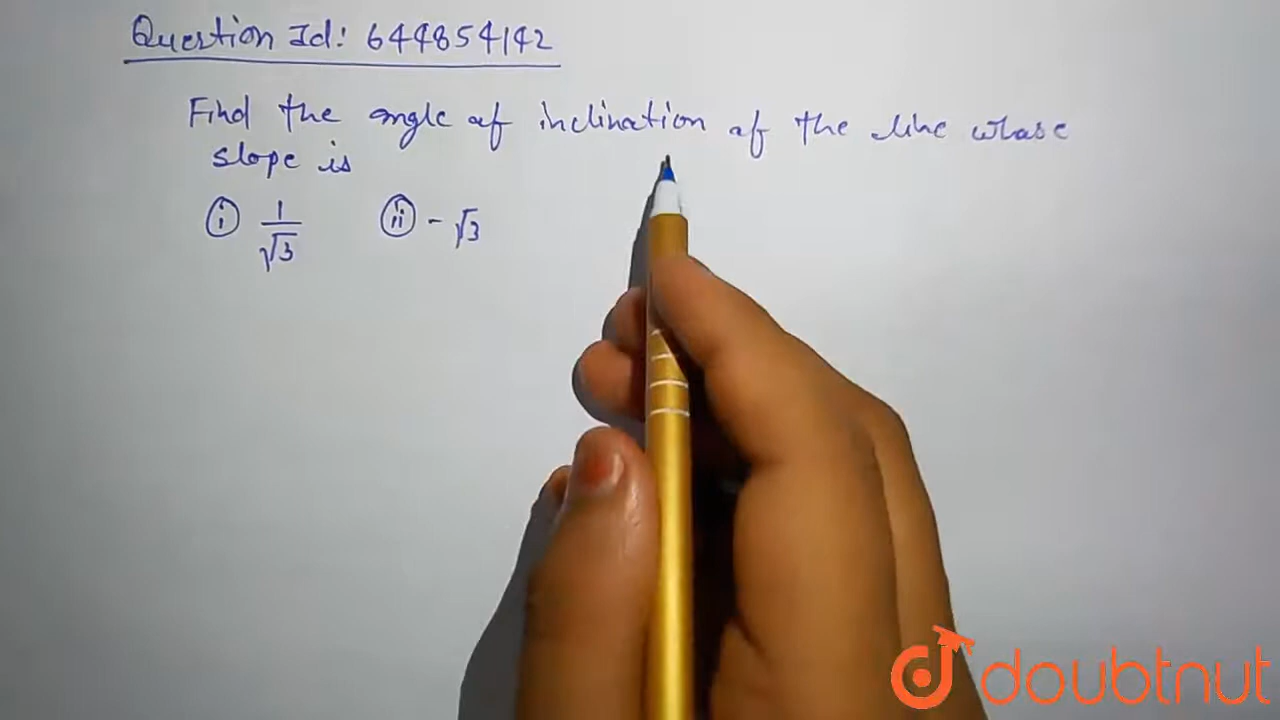 Question Id: 644854142
Find the angle of inclination of the line whose
slope is
(i) 1/√3 (ii) -√3
doubtnut